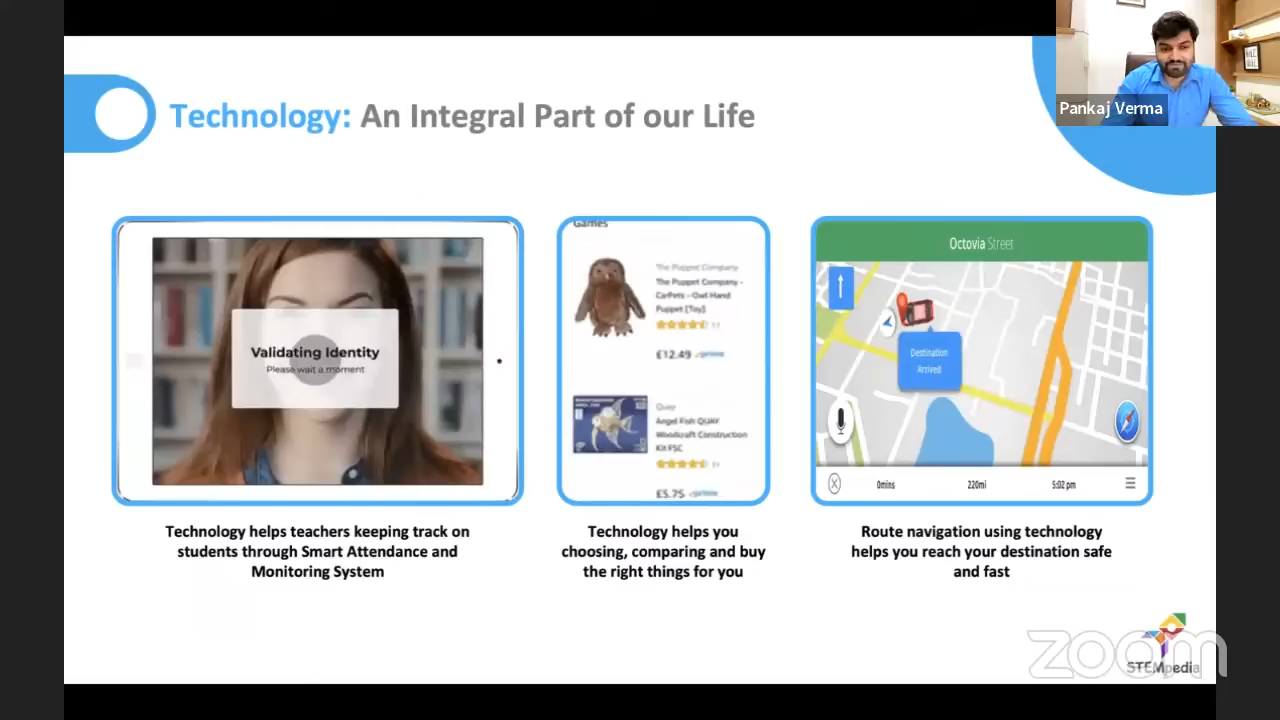 Pankaj Verma
Technology: An Integral Part of our Life
Validating Identity
Please wait a moment
Technology helps teachers keeping track on
students through Smart Attendance and
Monitoring System
Games
The Puppet Company
The Puppet Company -
CarPets - Owl Hand
Puppet [Toy]
£12.49 prime
Quay
Angel Fish QUAY
Woodcraft Construction
Kit FSC
£5.75 prime
Technology helps you
choosing, comparing and buy
the right things for you
Octovia Street
Destination
Arrived
0mins 220mi 5:02 pm
Route navigation using technology
helps you reach your destination safe
and fast
zoom
STEMpedia